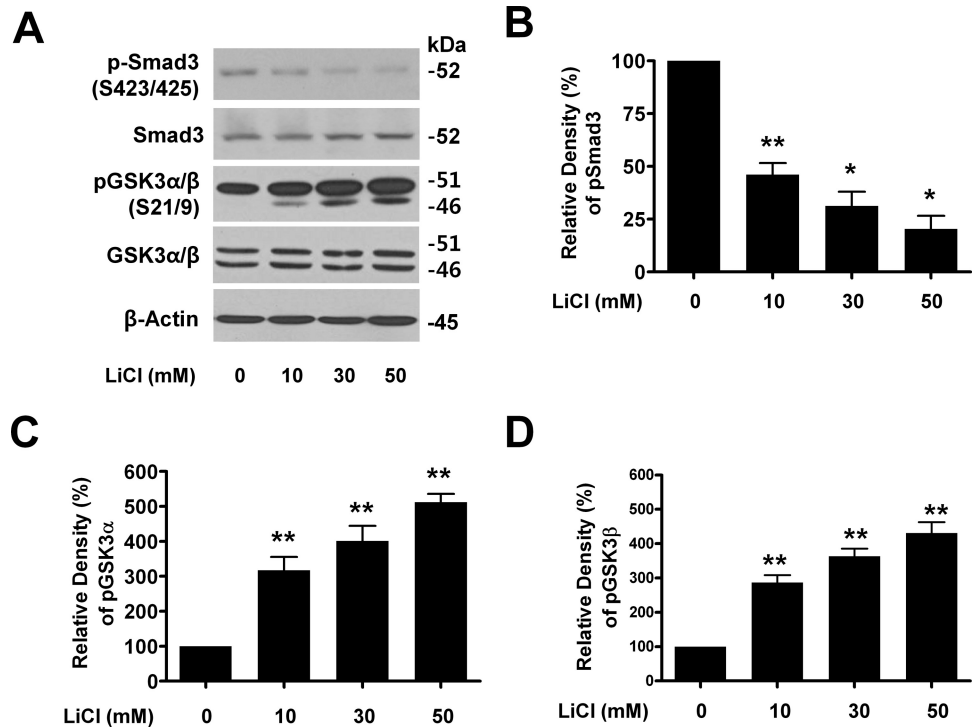 A
kDa
p-Smad3
(S423/425)
-52
Smad3
-52
pGSK3α/β
(S21/9)
-51
-46
GSK3α/β
-51
-46
β-Actin
-45
LiCl (mM) 0 10 30 50
B
Relative Density (%)
of pSmad3
100
75
50
25
0
**
*
*
LiCl (mM) 0 10 30 50
C
Relative Density (%)
of pGSK3α
600
500
400
300
200
100
0
**
**
**
LiCl (mM) 0 10 30 50
D
Relative Density (%)
of pGSK3β
600
500
400
300
200
100
0
**
**
**
LiCl (mM) 0 10 30 50